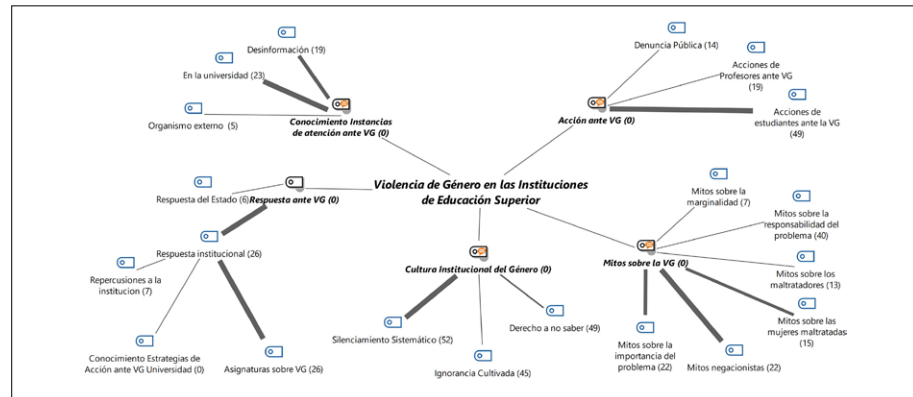 Desinformación (19)
En la universidad (23)
Organismo externo (5)
Conocimiento Instancias
de atención ante VG (0)
Denuncia Pública (14)
Acciones de
Profesores ante VG
(19)
Acciones de
estudiantes ante la VG
(49)
Acción ante VG (0)
Violencia de Género en las Instituciones
de Educación Superior
Respuesta del Estado (6)
Respuesta ante VG (0)
Respuesta institucional (26)
Repercusiones a la
institucion (7)
Conocimiento Estrategias de
Acción ante VG Universidad (0)
Asignaturas sobre VG (26)
Cultura Institucional del Género (0)
Silenciamiento Sistemático (52)
Ignorancia Cultivada (45)
Derecho a no saber (49)
Mitos sobre la
marginalidad (7)
Mitos sobre la
responsabilidad del
problema (40)
Mitos sobre la VG (0)
Mitos sobre los
maltratadores (13)
Mitos sobre las
mujeres maltratadas
(15)
Mitos sobre la
importancia del
problema (22)
Mitos negacionistas (22)